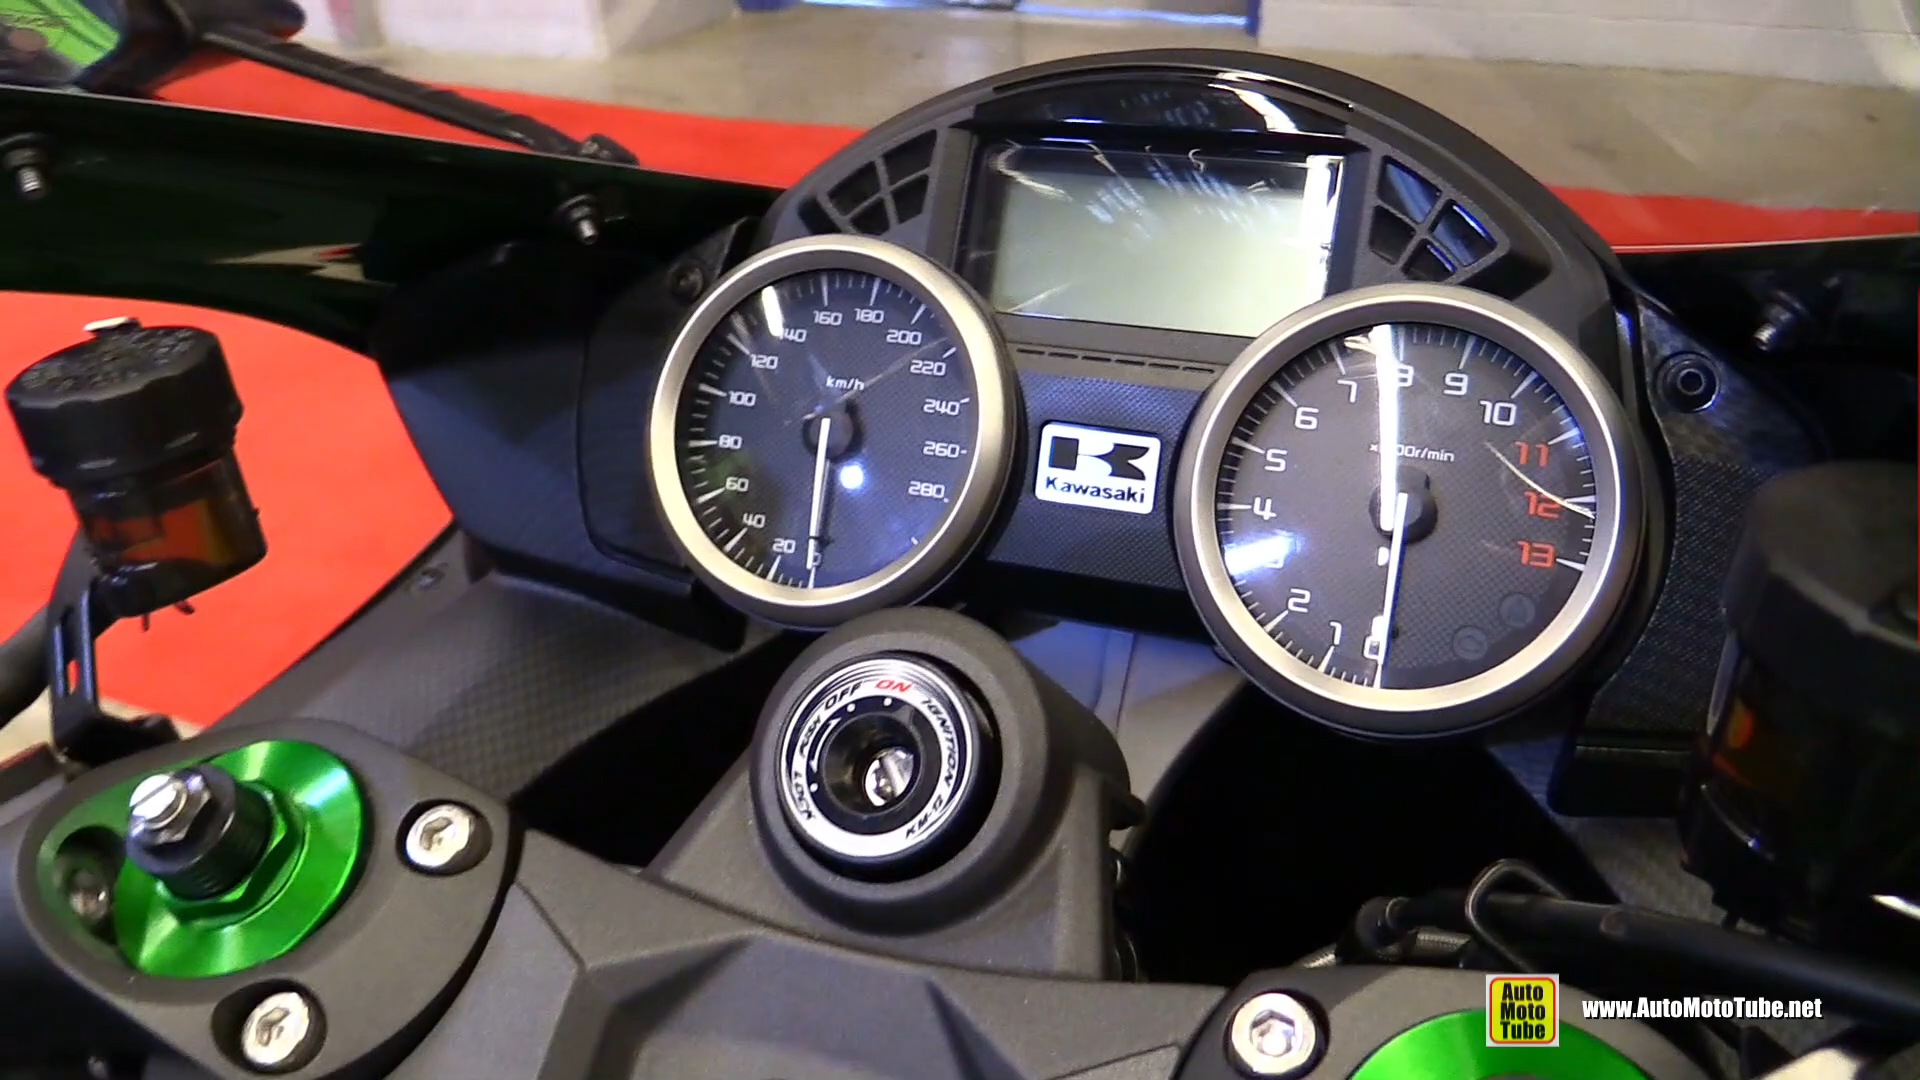 160 180
140 200
120 220
km/h
100 240
80 260
60 280
40
20
0
Kawasaki
7 8 9
6 10
5 11
4 12
13
2
1 0
LOCK PUSH OFF ON IGNITION
Auto
Moto
Tube
www.AutoMotoTube.net